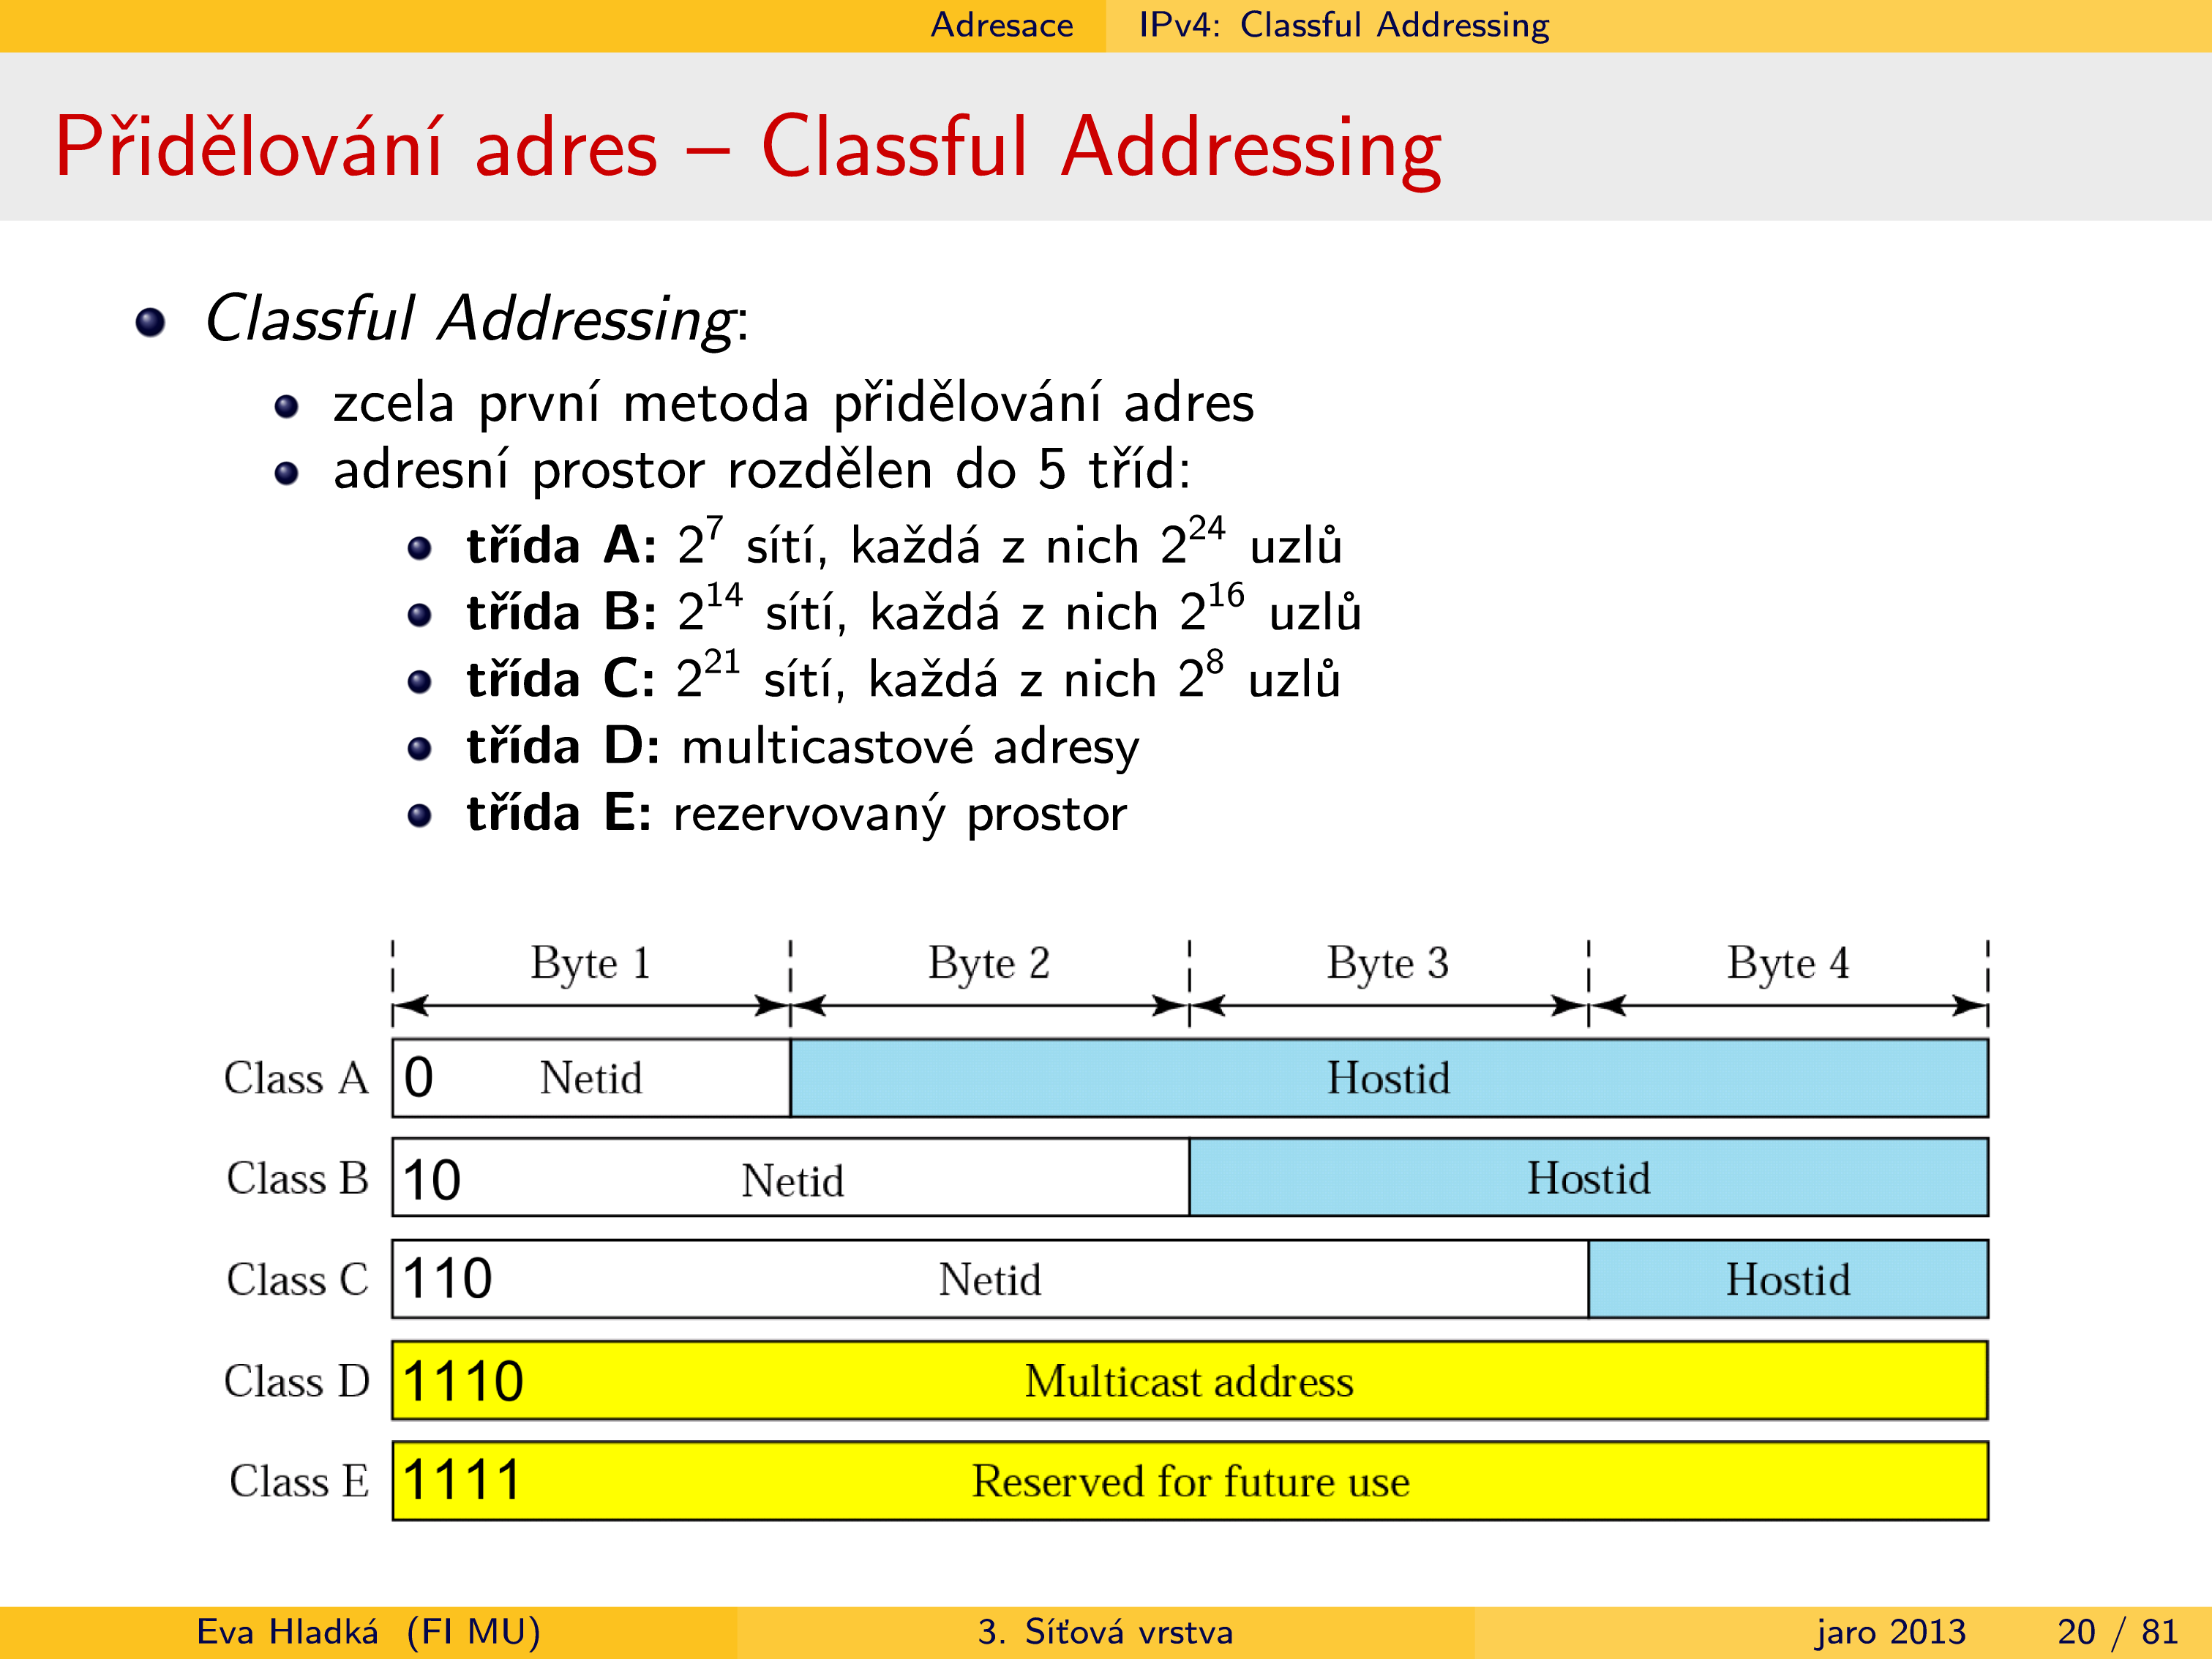 Adresace IPv4: Classful Addressing
Přidělování adres – Classful Addressing
Classful Addressing:
zcela první metoda přidělování adres
adresní prostor rozdělen do 5 tříd:
třída A: 2^7 sítí, každá z nich 2^24 uzlů
třída B: 2^14 sítí, každá z nich 2^16 uzlů
třída C: 2^21 sítí, každá z nich 2^8 uzlů
třída D: multicastové adresy
třída E: rezervovaný prostor
Byte 1 Byte 2 Byte 3 Byte 4
Class A 0 Netid Hostid
Class B 10 Netid Hostid
Class C 110 Netid Hostid
Class D 1110 Multicast address
Class E 1111 Reserved for future use
Eva Hladká (FI MU) 3. Síťová vrstva jaro 2013 20 / 81